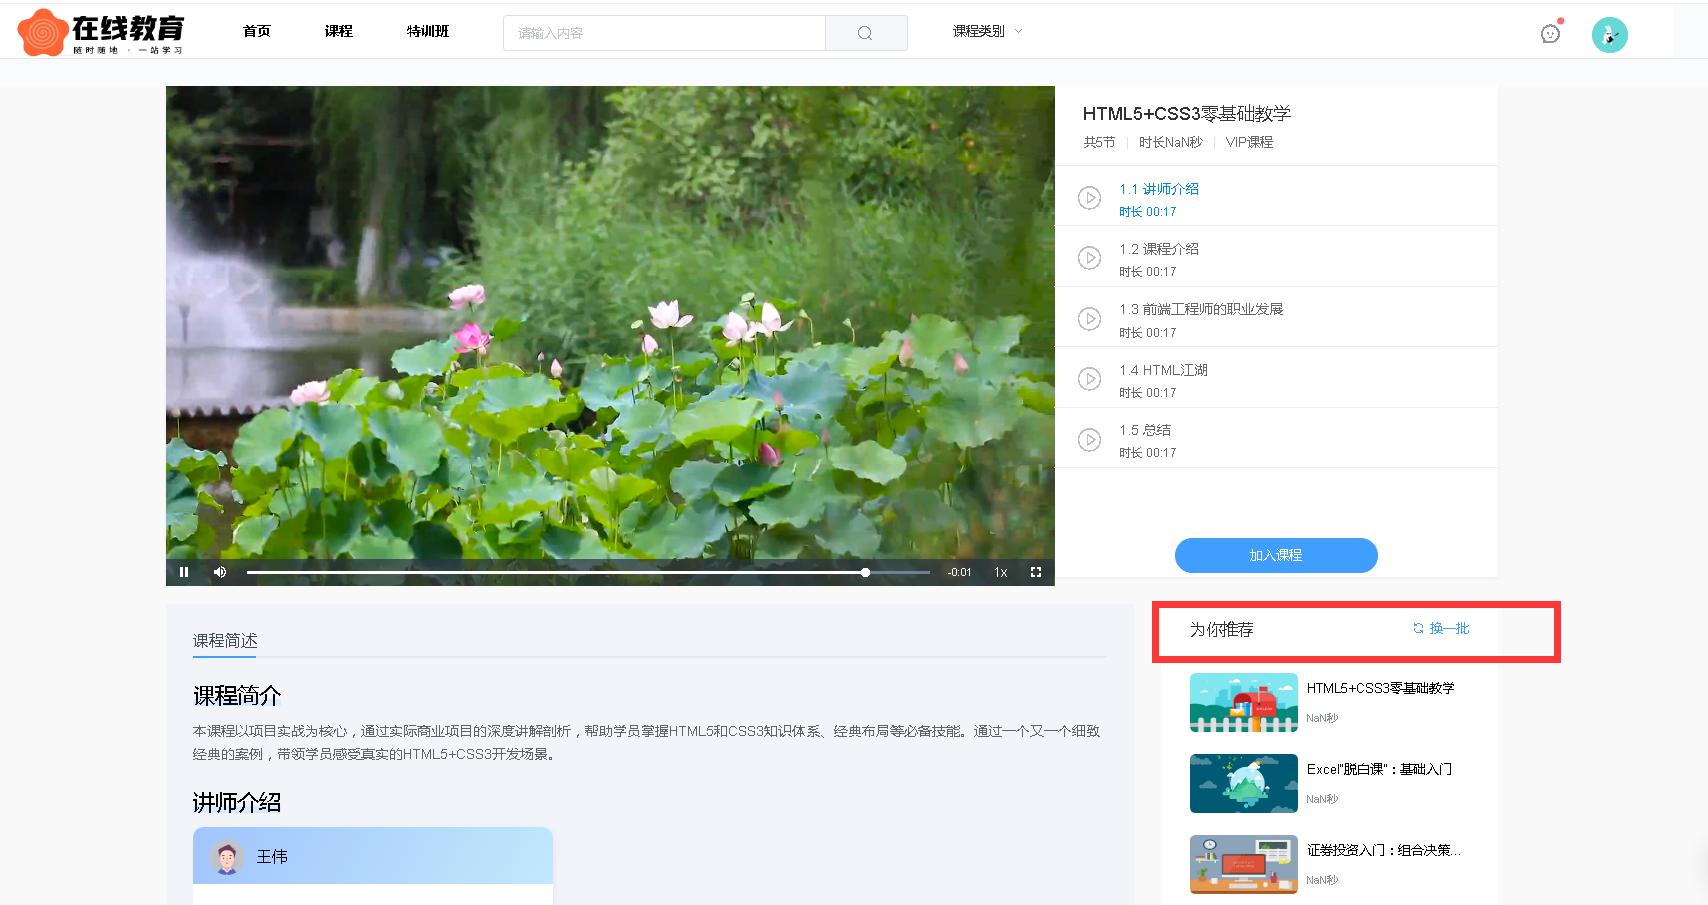 在线教育
随时随地 · 一站学习
首页 课程 特训班 请输入内容 课程类别
HTML5+CSS3零基础教学
共5节 时长NaN秒 VIP课程
1.1 讲师介绍
时长 00:17
1.2 课程介绍
时长 00:17
1.3 前端工程师的职业发展
时长 00:17
1.4 HTML江湖
时长 00:17
1.5 总结
时长 00:17
-0:01 1x
加入课程
课程简述
课程简介
本课程以项目实战为核心，通过实际商业项目的深度讲解剖析，帮助学员掌握HTML5和CSS3知识体系、经典布局等必备技能。通过一个又一个细致
经典的案例，带领学员感受真实的HTML5+CSS3开发场景。
讲师介绍
王伟
为你推荐 换一批
HTML5+CSS3零基础教学
NaN秒
Excel"脱白课"：基础入门
NaN秒
证券投资入门：组合决策...
NaN秒